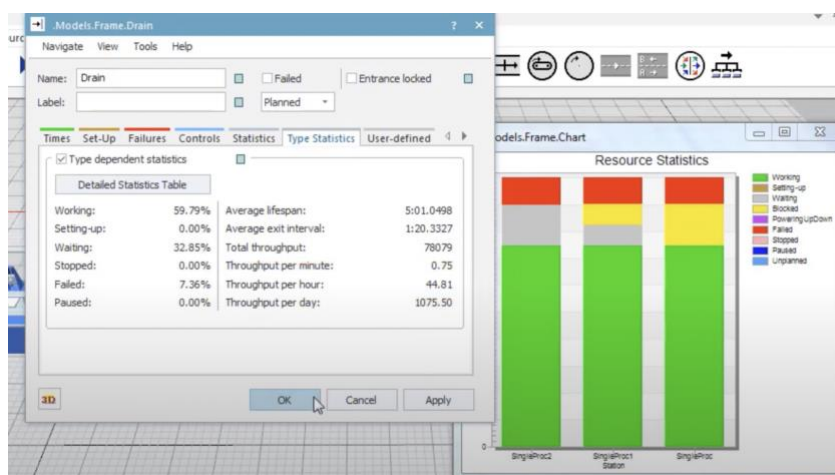 .Models.Frame.Drain ? ×
Navigate View Tools Help
Name: Drain Failed Entrance locked
Label: Planned
Times Set-Up Failures Controls Statistics Type Statistics User-defined
Type dependent statistics
Detailed Statistics Table
Working: 59.79% Average lifespan: 5:01.0498
Setting-up: 0.00% Average exit interval: 1:20.3327
Waiting: 32.85% Total throughput: 78079
Stopped: 0.00% Throughput per minute: 0.75
Failed: 7.36% Throughput per hour: 44.81
Paused: 0.00% Throughput per day: 1075.50
3D OK Cancel Apply
odels.Frame.Chart
Resource Statistics
Working
Setting-up
Waiting
Blocked
PoweringUpDown
Failed
Stopped
Paused
Unplanned
0
SingleProc2 SingleProc1 SingleProc
Station